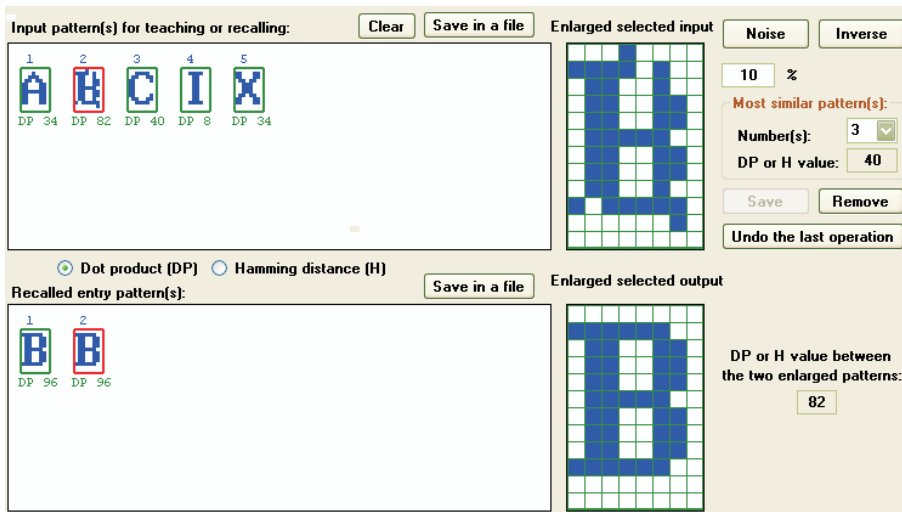 Input pattern(s) for teaching or recalling:
Clear
Save in a file
Enlarged selected input
Noise
Inverse
1 2 3 4 5
A B C I X
DP 34 DP 82 DP 40 DP 8 DP 34
10 %
Most similar pattern(s):
Number(s): 3
DP or H value: 40
Save
Remove
Undo the last operation
Dot product (DP) Hamming distance (H)
Recalled entry pattern(s):
Save in a file
Enlarged selected output
1 2
B B
DP 96 DP 96
B
DP or H value between
the two enlarged patterns:
82